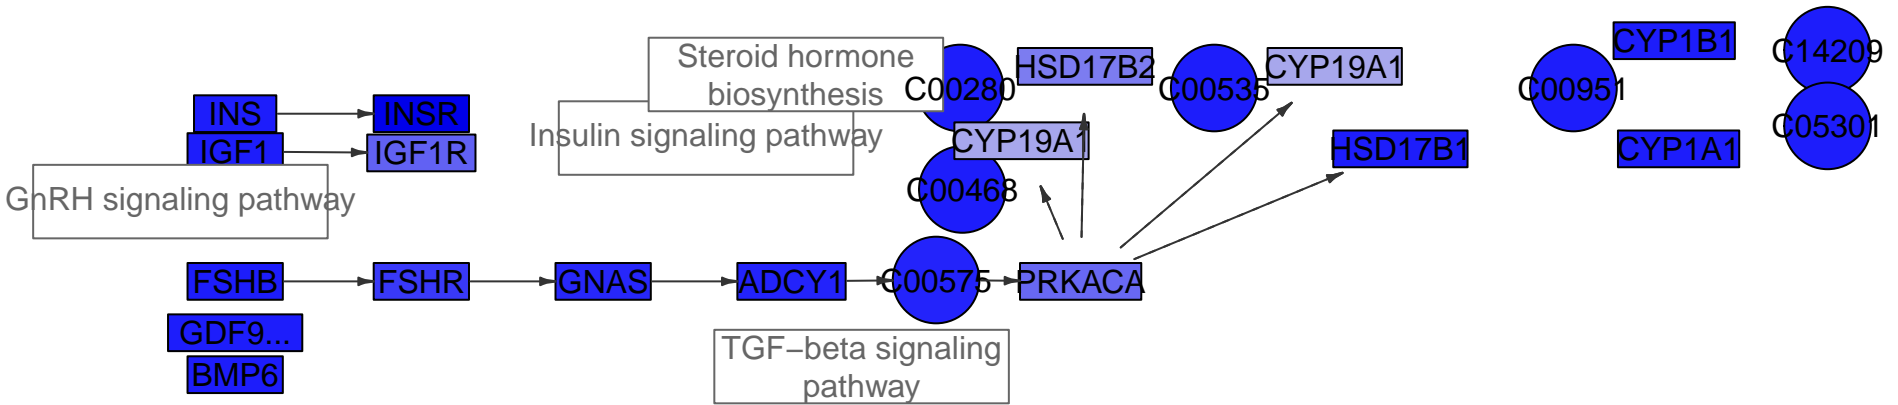 Steroid hormone
biosynthesis
C00280
HSD17B2
C00535
CYP19A1
C00951
CYP1B1
C14209
INS
INSR
Insulin signaling pathway
CYP19A1
HSD17B1
CYP1A1
C05301
IGF1
IGF1R
GnRH signaling pathway
C00468
FSHB
FSHR
GNAS
ADCY1
C00575
PRKACA
GDF9...
BMP6
TGF−beta signaling
pathway